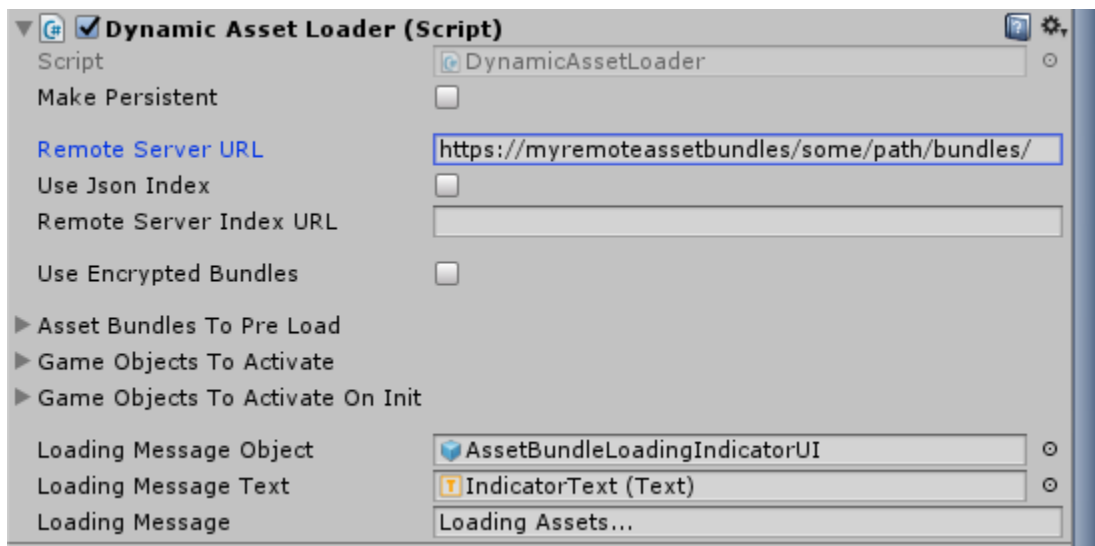 Dynamic Asset Loader (Script)
Script DynamicAssetLoader
Make Persistent
Remote Server URL https://myremoteassetbundles/some/path/bundles/
Use Json Index
Remote Server Index URL
Use Encrypted Bundles
Asset Bundles To Pre Load
Game Objects To Activate
Game Objects To Activate On Init
Loading Message Object AssetBundleLoadingIndicatorUI
Loading Message Text IndicatorText (Text)
Loading Message Loading Assets...